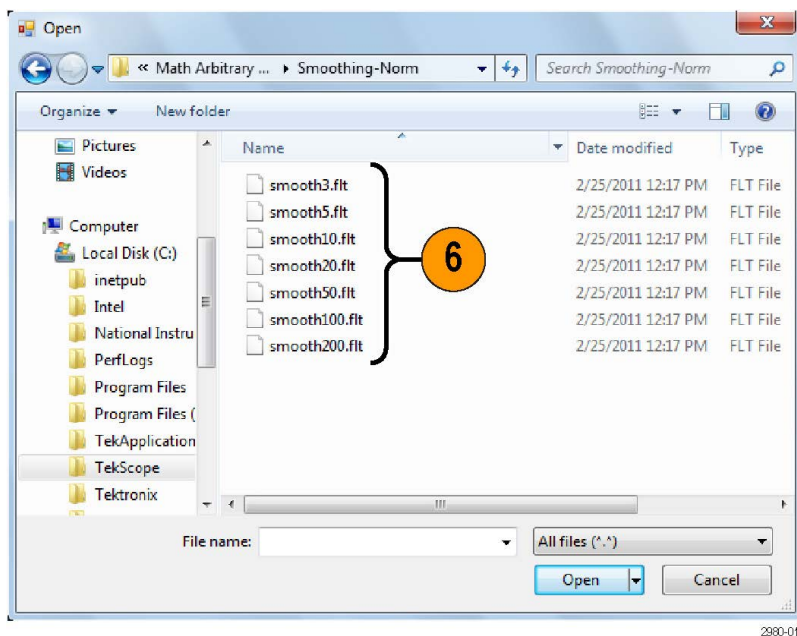 Open
« Math Arbitrary ... Smoothing-Norm
Search Smoothing-Norm
Organize New folder
Pictures
Videos
Computer
Local Disk (C:)
inetpub
Intel
National Instru
PerfLogs
Program Files
Program Files (
TekApplication
TekScope
Tektronix
Name Date modified Type
smooth3.flt 2/25/2011 12:17 PM FLT File
smooth5.flt 2/25/2011 12:17 PM FLT File
smooth10.flt 2/25/2011 12:17 PM FLT File
smooth20.flt 2/25/2011 12:17 PM FLT File
smooth50.flt 2/25/2011 12:17 PM FLT File
smooth100.flt 2/25/2011 12:17 PM FLT File
smooth200.flt 2/25/2011 12:17 PM FLT File
6
File name: All files (*.*)
Open Cancel
2980-01